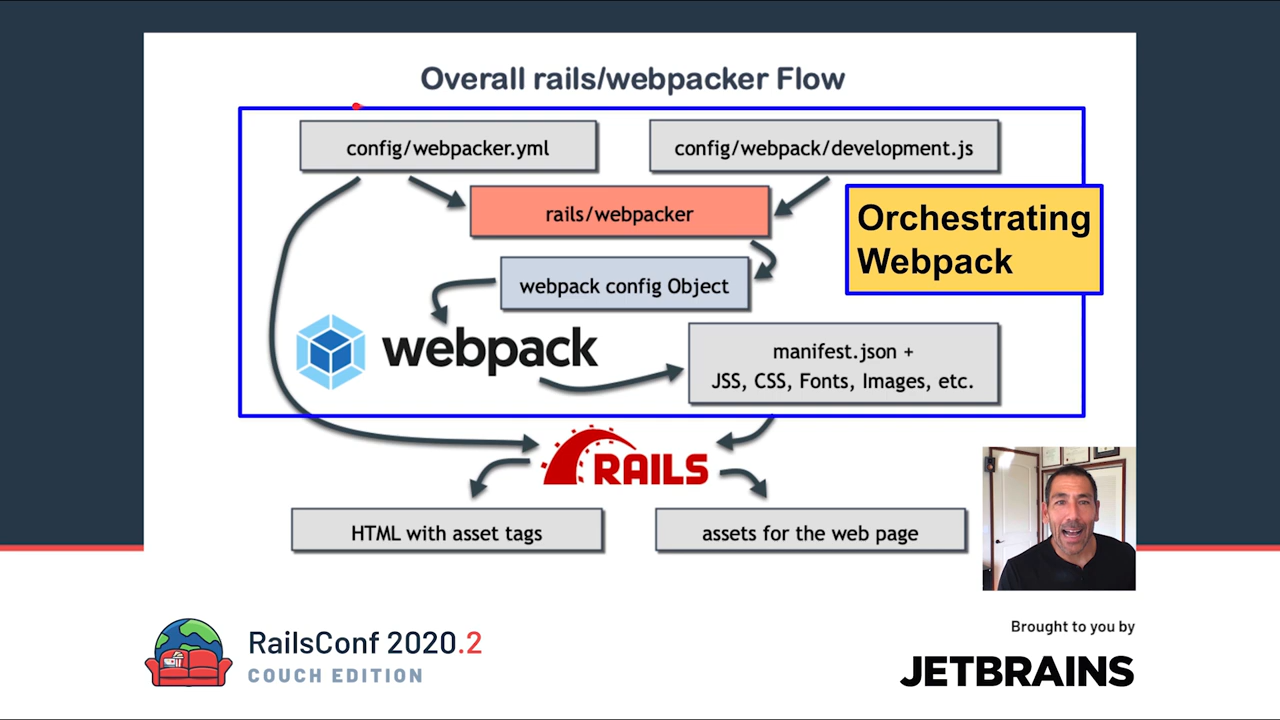 Overall rails/webpacker Flow
config/webpacker.yml
config/webpack/development.js
rails/webpacker
Orchestrating
Webpack
webpack config Object
webpack
manifest.json +
JSS, CSS, Fonts, Images, etc.
RAILS
HTML with asset tags
assets for the web page
RailsConf 2020.2
COUCH EDITION
Brought to you by
JETBRAINS